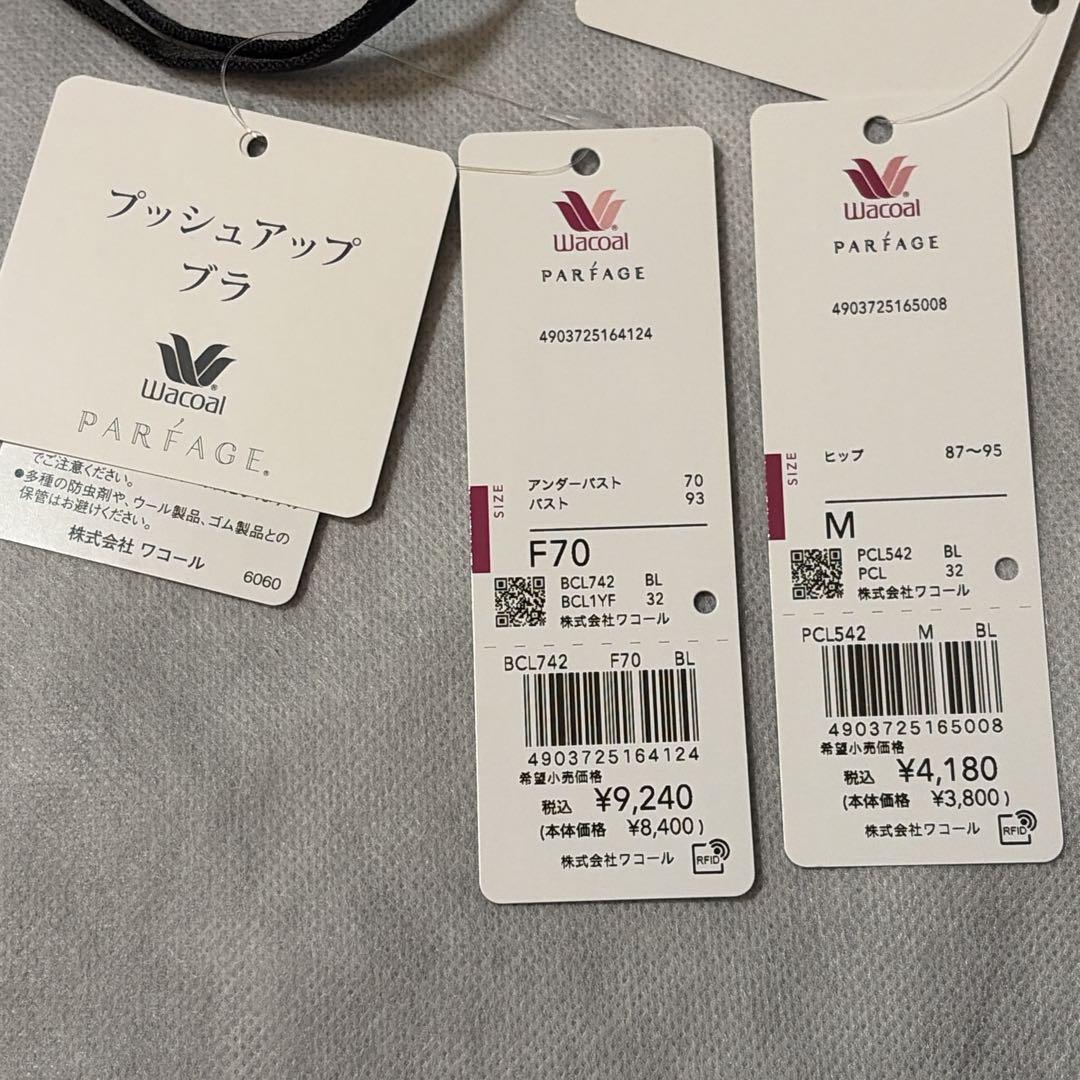 プッシュアップ
ブラ
Wacoal
PARFAGE
でご注意ください。
●多種の防虫剤や、ウール製品、ゴム製品との
保管はお避けください。
株式会社 ワコール
6060
Wacoal
PARFAGE
4903725164124
SIZE
アンダーバスト 70
バスト 93
F70
BCL742 BL
BCL1YF 32
株式会社ワコール
BCL742 F70 BL
4903725164124
希望小売価格
税込 ¥9,240
(本体価格 ¥8,400)
株式会社ワコール
RFID
Wacoal
PARFAGE
4903725165008
SIZE
ヒップ 87〜95
M
PCL542 BL
PCL 32
株式会社ワコール
PCL542 M BL
4903725165008
希望小売価格
税込 ¥4,180
(本体価格 ¥3,800)
株式会社ワコール
RFID